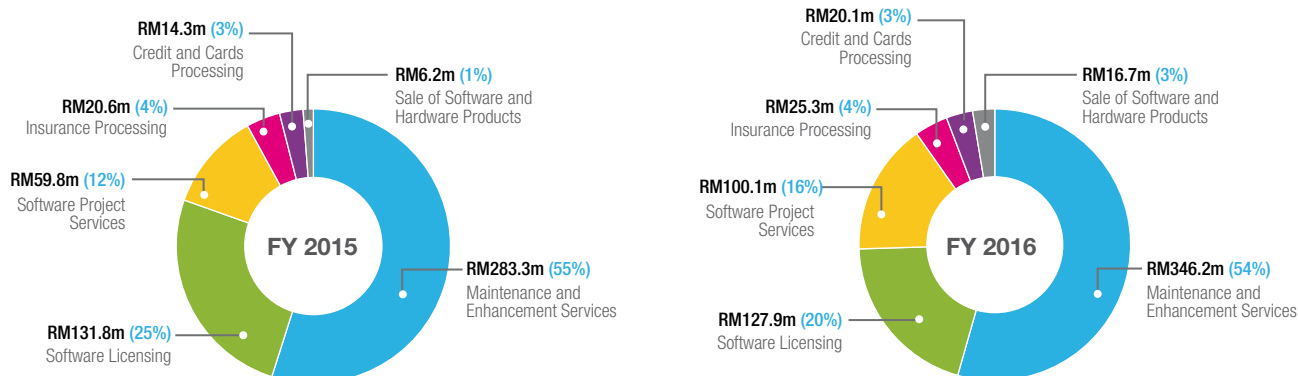 RM14.3m (3%)
Credit and Cards
Processing
RM6.2m (1%)
Sale of Software and
Hardware Products
RM20.6m (4%)
Insurance Processing
RM59.8m (12%)
Software Project
Services
FY 2015
RM283.3m (55%)
Maintenance and
Enhancement Services
RM131.8m (25%)
Software Licensing
RM20.1m (3%)
Credit and Cards
Processing
RM16.7m (3%)
Sale of Software and
Hardware Products
RM25.3m (4%)
Insurance Processing
RM100.1m (16%)
Software Project
Services
FY 2016
RM346.2m (54%)
Maintenance and
Enhancement Services
RM127.9m (20%)
Software Licensing